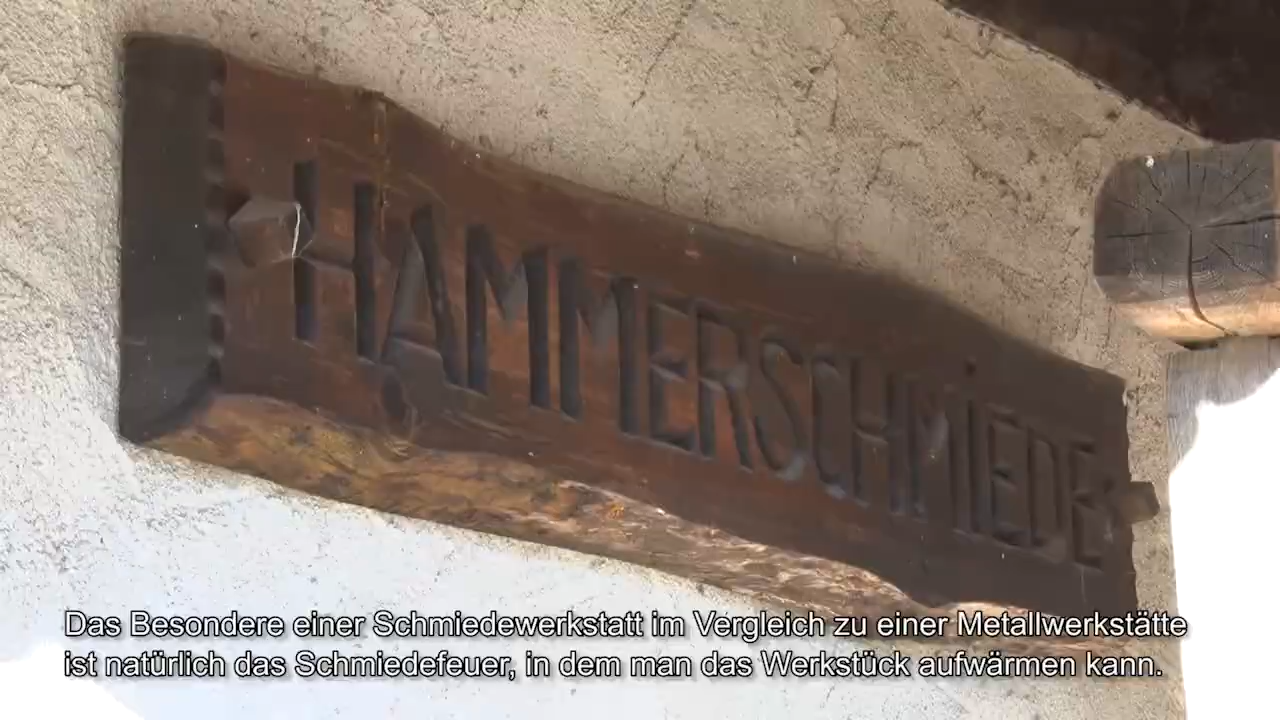 HAMMERSCHMiEDE
Das Besondere einer Schmiedewerkstatt im Vergleich zu einer Metallwerkstätte
ist natürlich das Schmiedefeuer, in dem man das Werkstück aufwärmen kann.